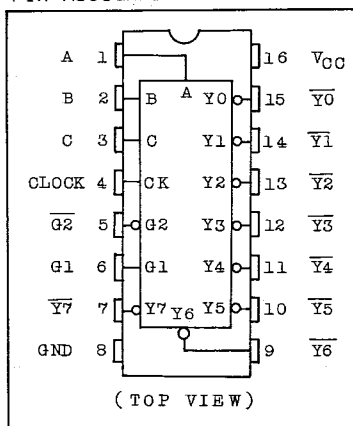 A 1 16 VCC
A
B 2 B Y0 15 Y0
C 3 C Y1 14 Y1
CLOCK 4 CK Y2 13 Y2
G2 5 G2 Y3 12 Y3
G1 6 G1 Y4 11 Y4
Y7 7 Y7 Y5 10 Y5
Y6
GND 8 9 Y6
(TOP VIEW)